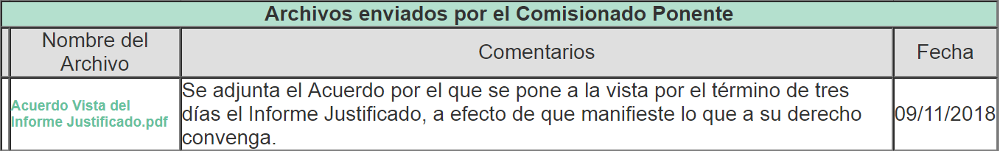 Archivos enviados por el Comisionado Ponente
Nombre del
Archivo
Comentarios
Fecha
Acuerdo Vista del
Informe Justificado.pdf
Se adjunta el Acuerdo por el que se pone a la vista por el término de tres
días el Informe Justificado, a efecto de que manifieste lo que a su derecho
convenga.
09/11/2018